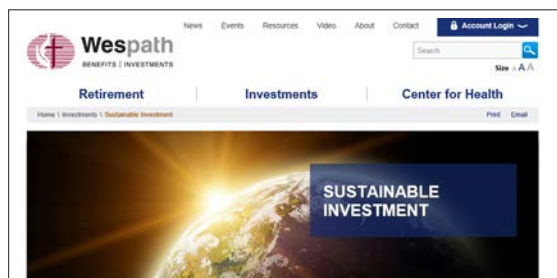 News Events Resources Video About Contact Account Login
Wespath
BENEFITS | INVESTMENTS
Search
Size A A A
Retirement Investments Center for Health
Home \ Investments \ Sustainable Investment Print Email
SUSTAINABLE
INVESTMENT